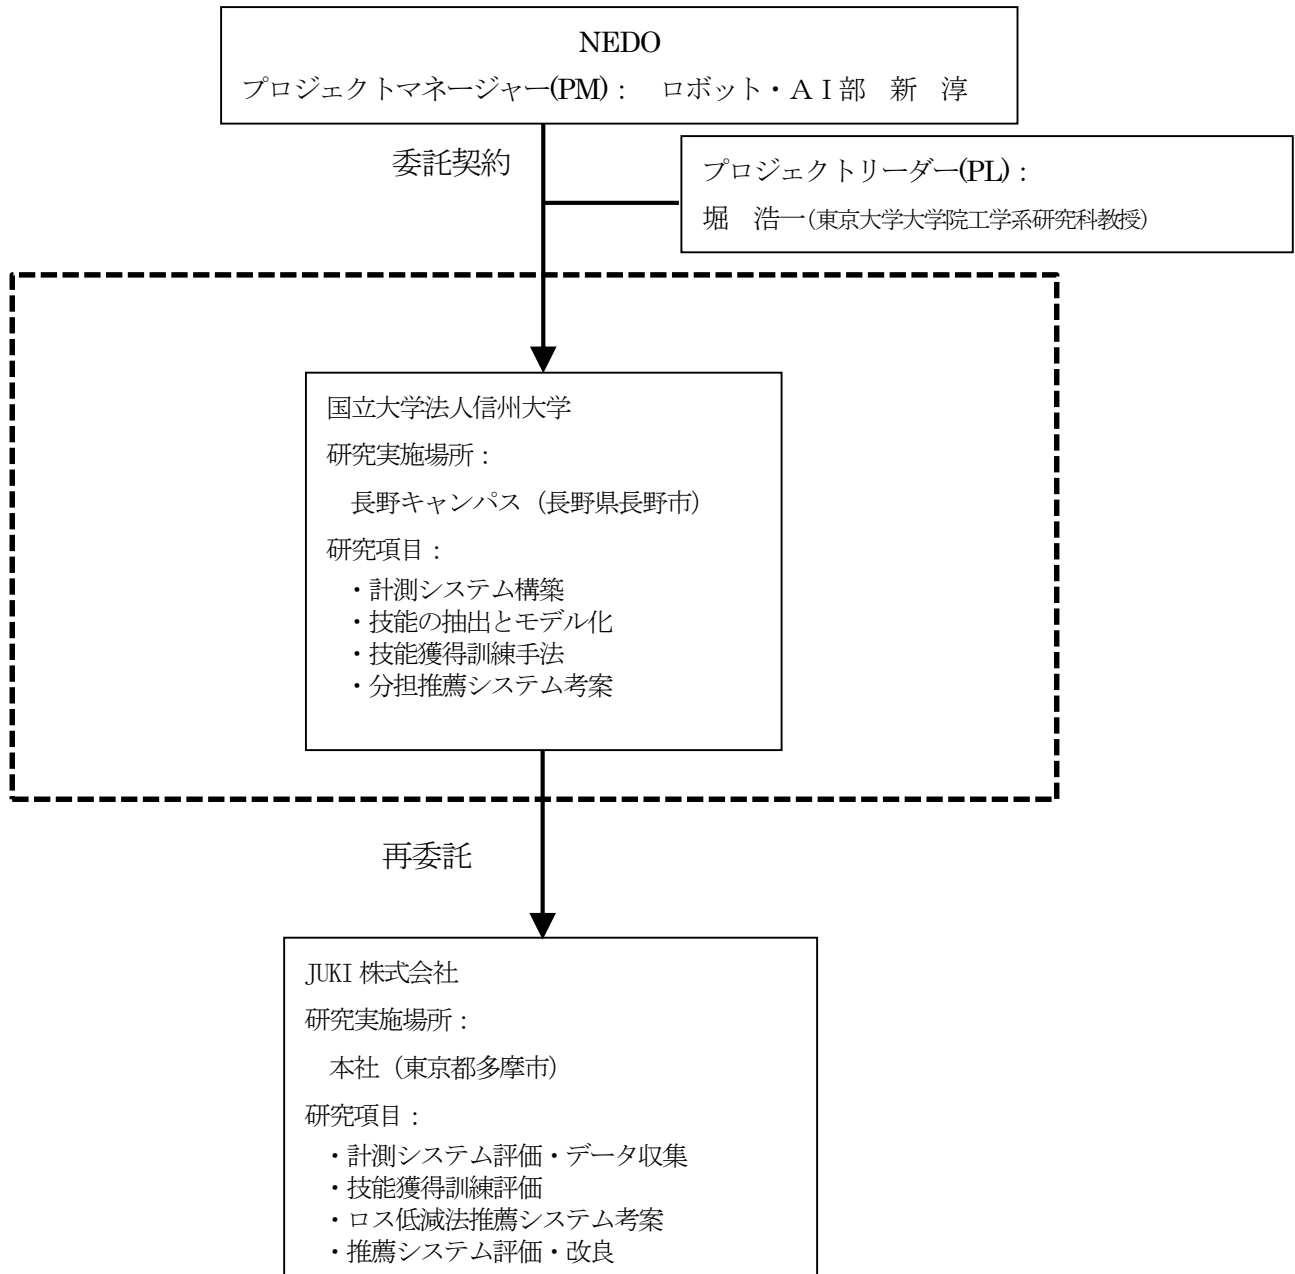 NEDO
プロジェクトマネージャー(PM)： ロボット・ＡＩ部 新 淳
委託契約
プロジェクトリーダー(PL)：
堀 浩一(東京大学大学院工学系研究科教授)
国立大学法人信州大学
研究実施場所：
長野キャンパス（長野県長野市）
研究項目：
・計測システム構築
・技能の抽出とモデル化
・技能獲得訓練手法
・分担推薦システム考案
再委託
JUKI 株式会社
研究実施場所：
本社（東京都多摩市）
研究項目：
・計測システム評価・データ収集
・技能獲得訓練評価
・ロス低減法推薦システム考案
・推薦システム評価・改良